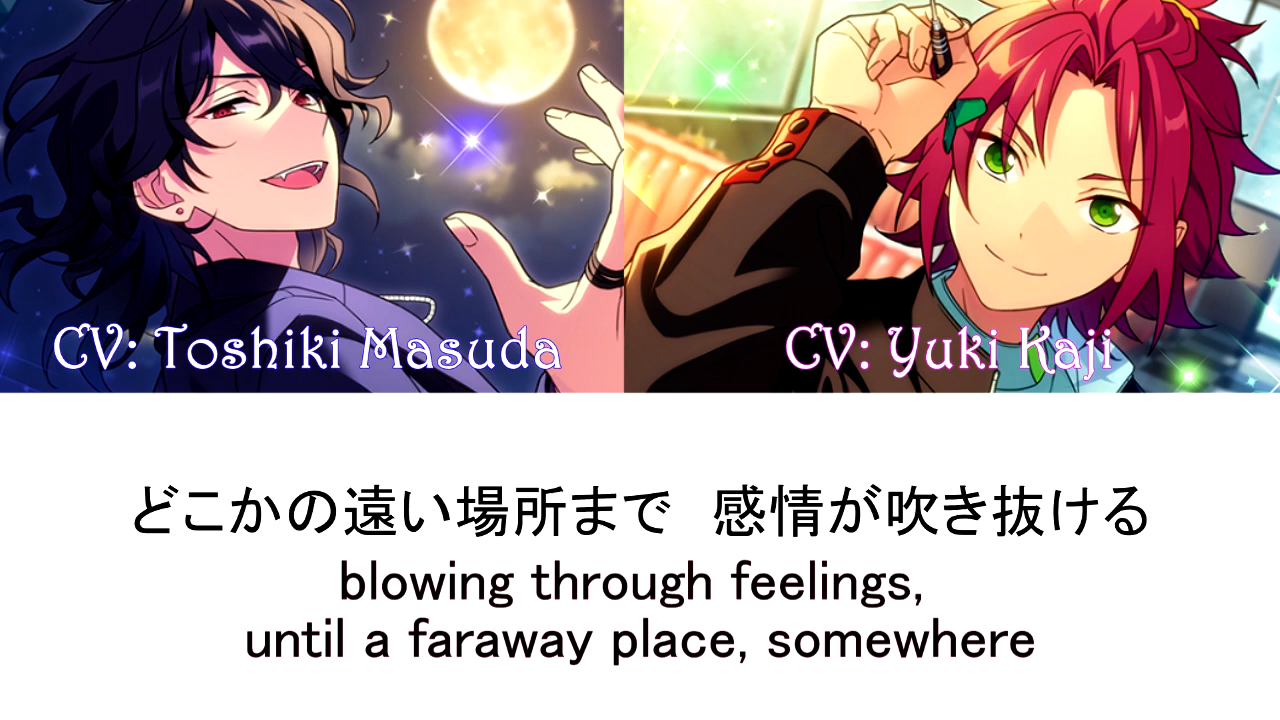 CV: Toshiki Masuda
CV: Yuki Kaji
どこかの遠い場所まで　感情が吹き抜ける
blowing through feelings,
until a faraway place, somewhere